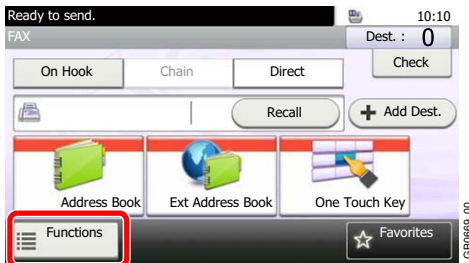 Ready to send. 10:10
FAX Dest. : 0
On Hook Chain Direct Check
Recall Add Dest.
Address Book Ext Address Book One Touch Key
Functions Favorites
GB0669_00